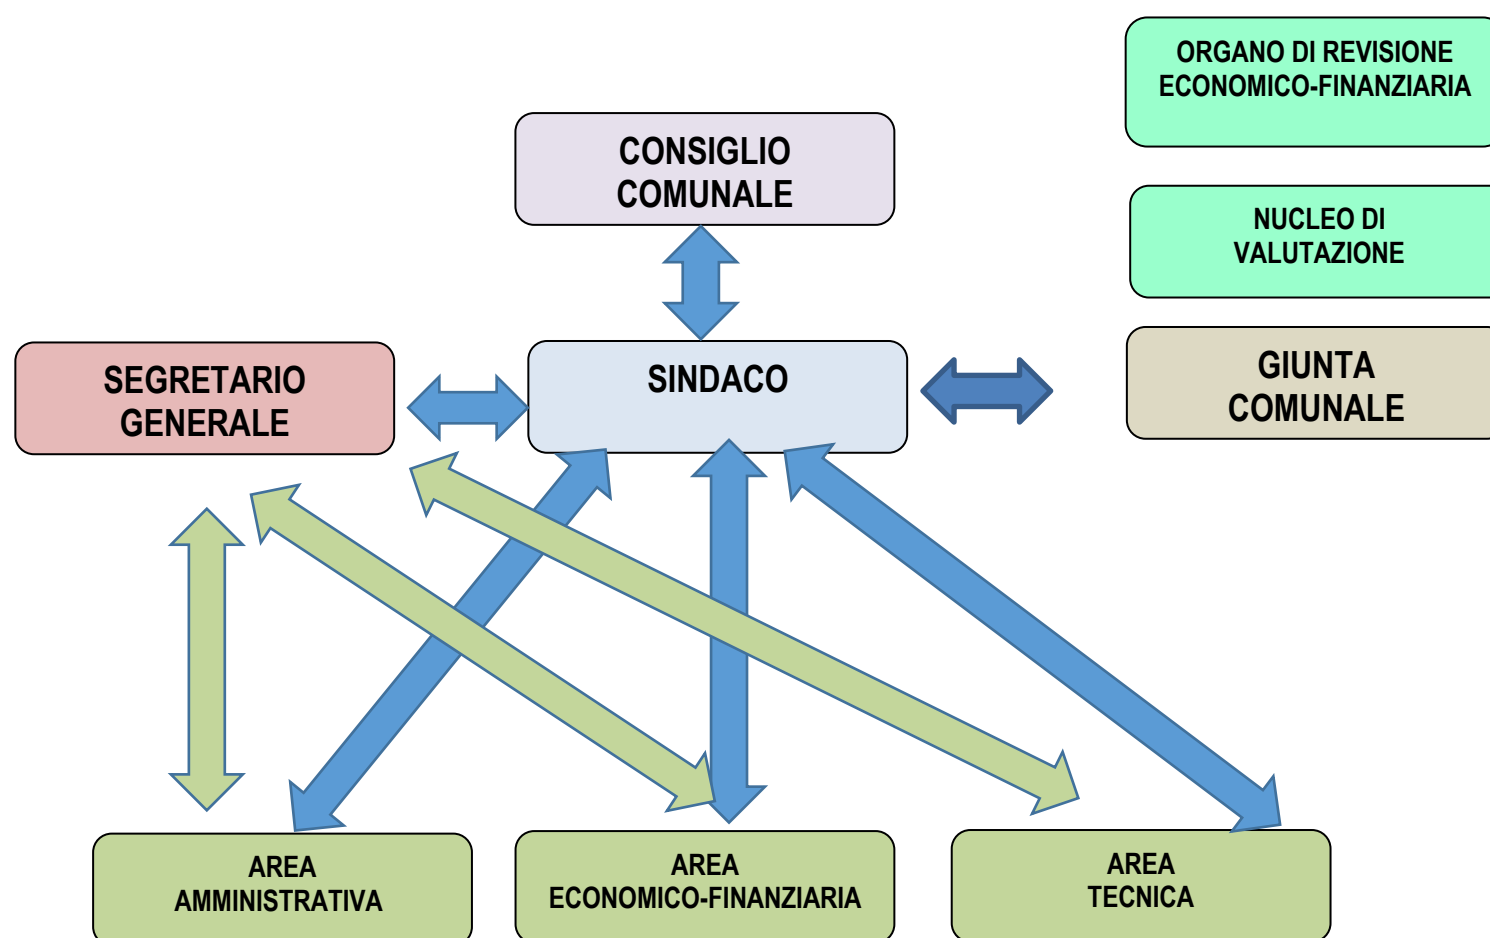 ORGANO DI REVISIONE
ECONOMICO-FINANZIARIA
CONSIGLIO
COMUNALE
NUCLEO DI
VALUTAZIONE
SEGRETARIO
GENERALE
SINDACO
GIUNTA
COMUNALE
AREA
AMMINISTRATIVA
AREA
ECONOMICO-FINANZIARIA
AREA
TECNICA